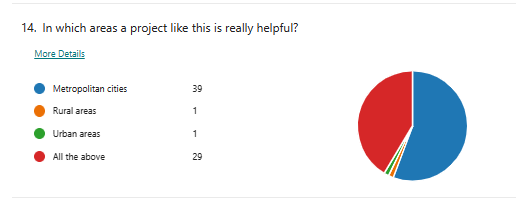 14. In which areas a project like this is really helpful?
More Details
Metropolitan cities 39
Rural areas 1
Urban areas 1
All the above 29